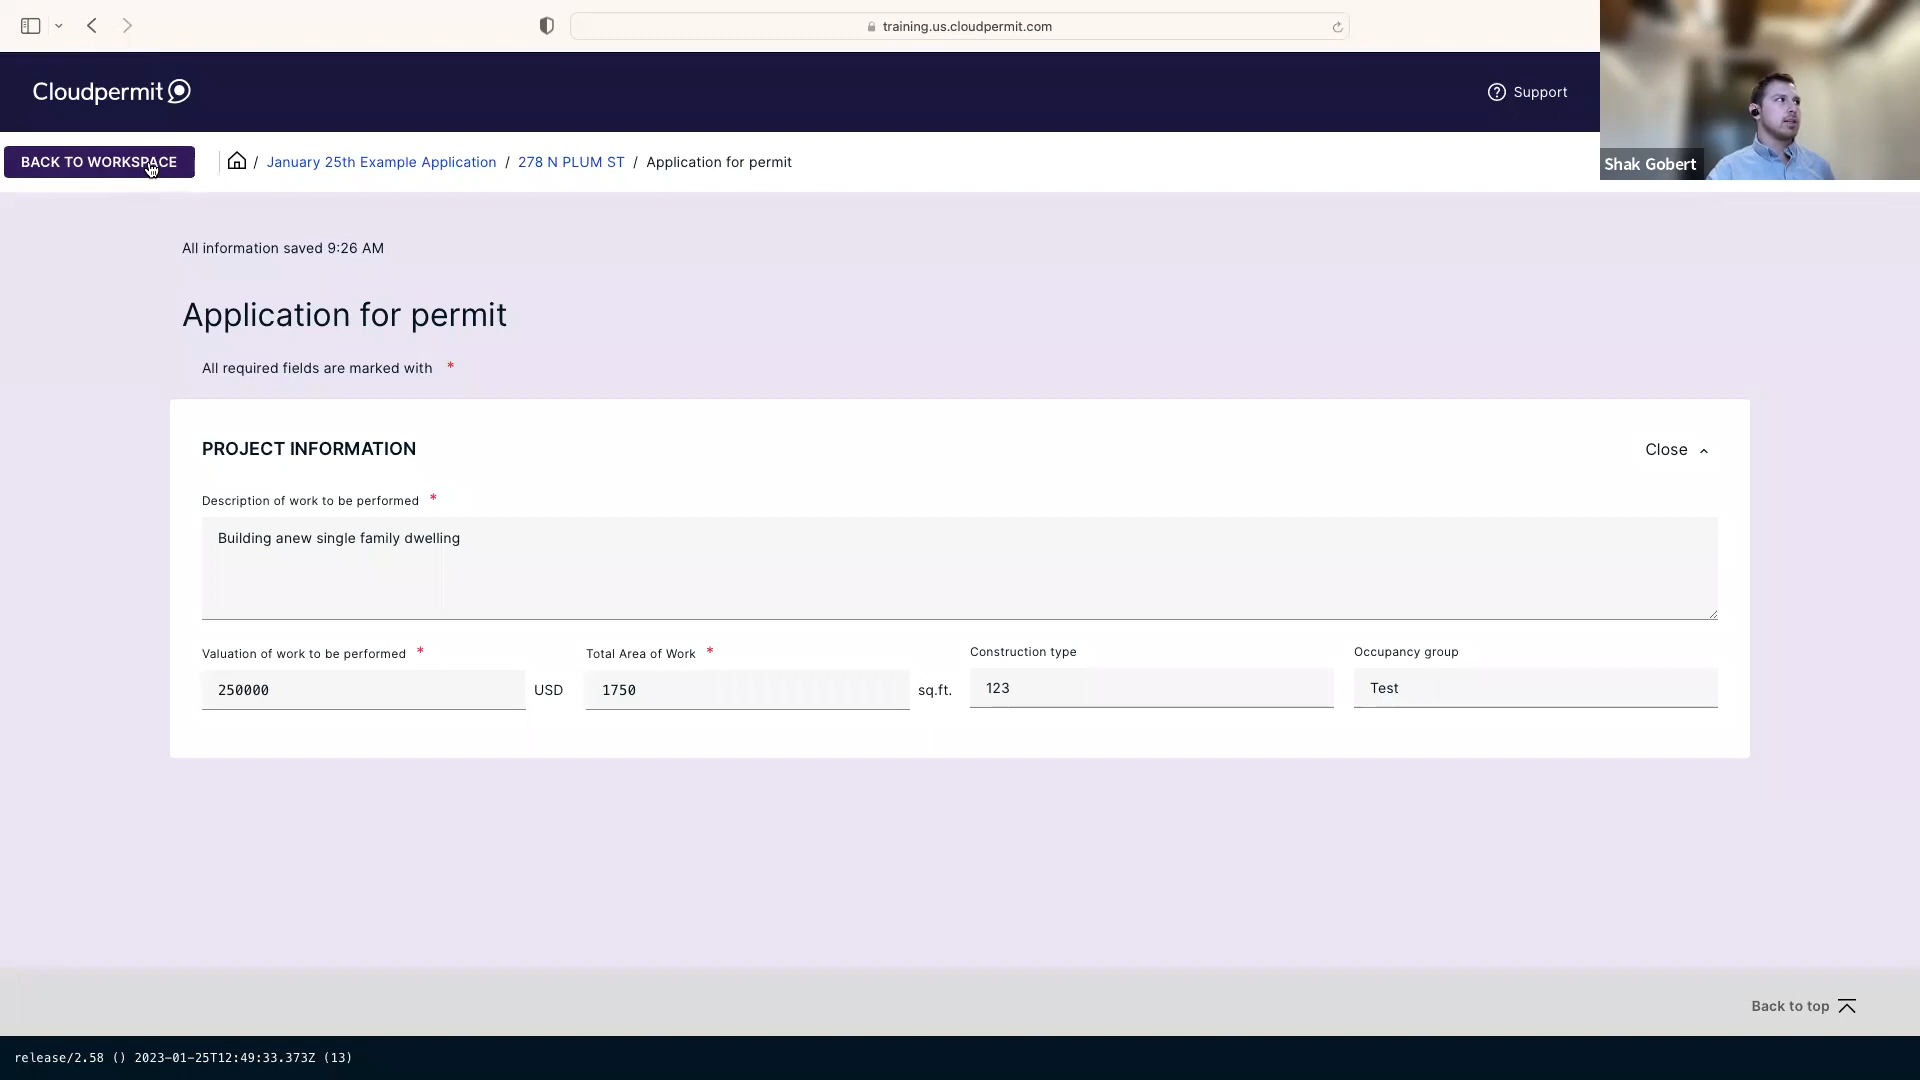 training.us.cloudpermit.com
Cloudpermit
Support
BACK TO WORKSPACE
/ January 25th Example Application / 278 N PLUM ST / Application for permit
Shak Gobert
All information saved 9:26 AM
Application for permit
All required fields are marked with *
PROJECT INFORMATION
Close
Description of work to be performed *
Building anew single family dwelling
Valuation of work to be performed * Total Area of Work * Construction type Occupancy group
250000 USD 1750 sq.ft. 123 Test
Back to top
release/2.58 () 2023-01-25T12:49:33.373Z (13)